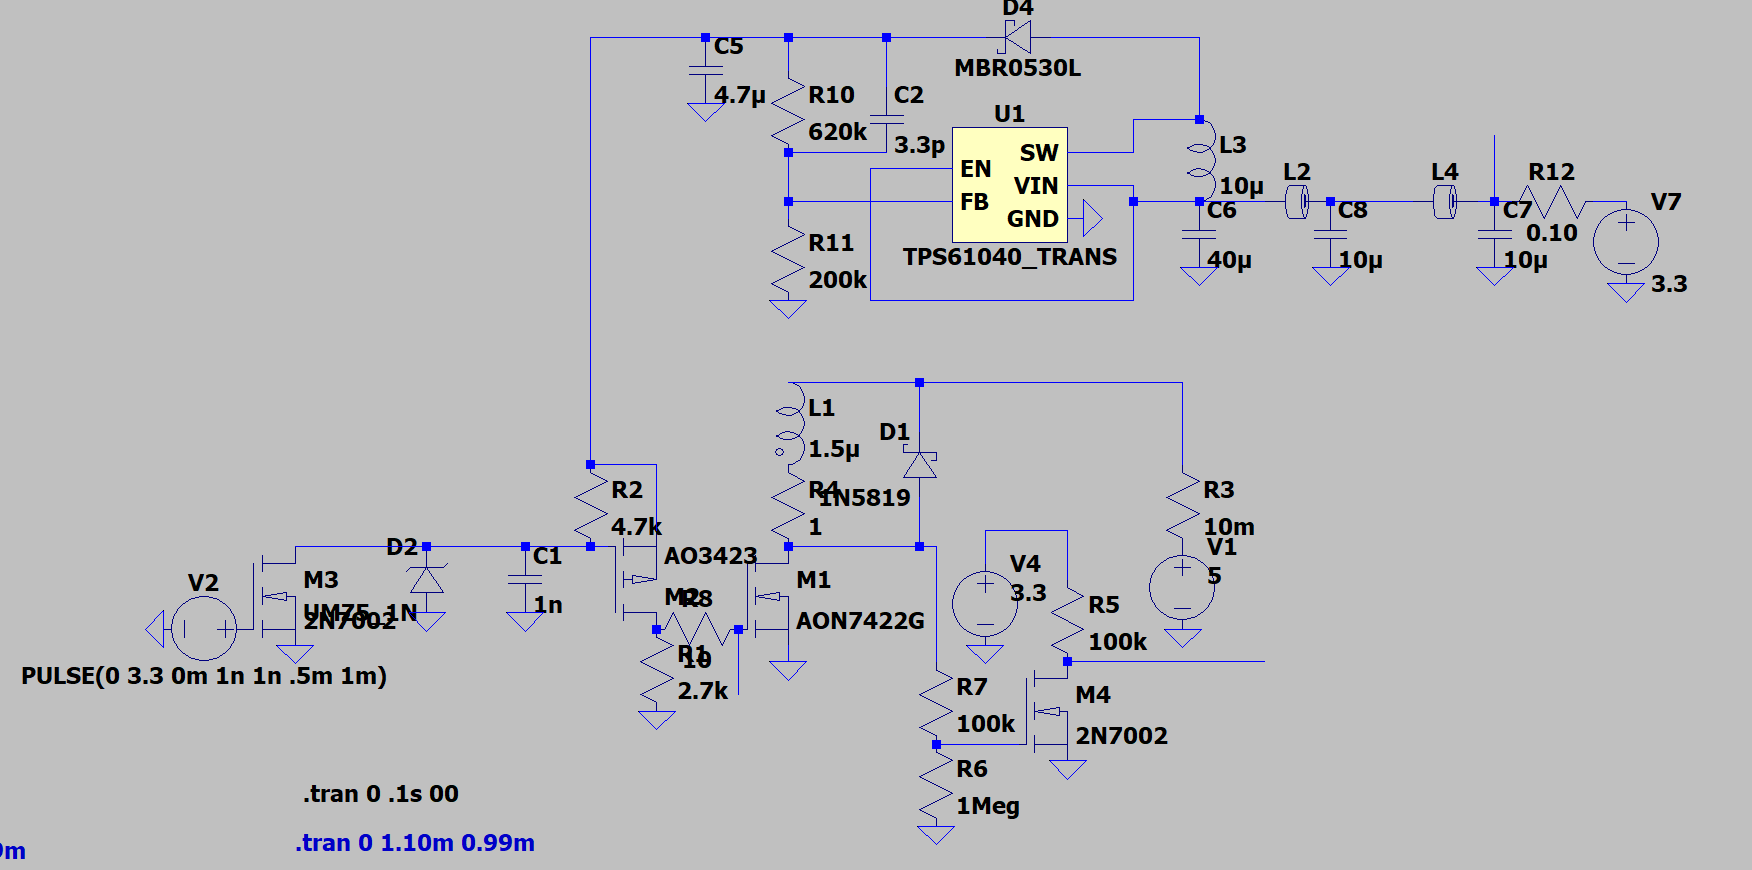 D4
C5
MBR0530L
4.7µ
R10
C2
620k
3.3p
U1
SW
EN
VIN
FB
GND
TPS61040_TRANS
L3
10µ
L2
L4
R12
C6
C8
C7
V7
0.10
40µ
10µ
10µ
3.3
R11
200k
L1
1.5µ
D1
1N5819
R2
4.7k
R4
1
R3
10m
V1
5
D2
C1
1n
AO3423
M2
R8
10
V2
M3
UM75_1N
2N7002
M1
AON7422G
V4
3.3
R5
100k
PULSE(0 3.3 0m 1n 1n .5m 1m)
R1
2.7k
R7
100k
M4
2N7002
R6
1Meg
.tran 0 .1s 00
.tran 0 1.10m 0.99m